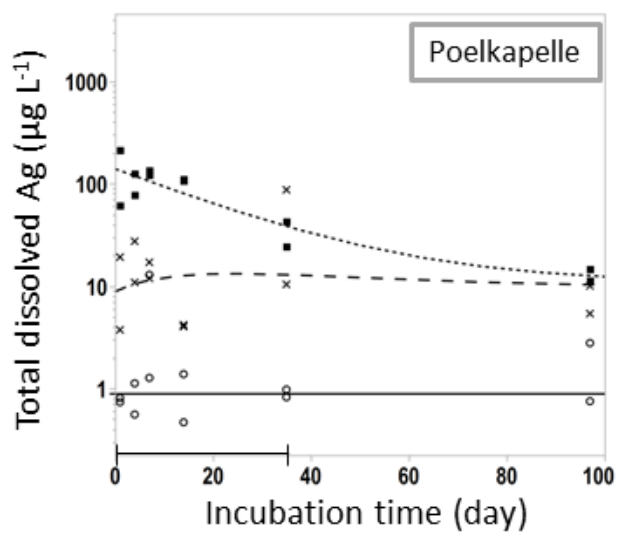 Poelkapelle
Total dissolved Ag (µg L⁻¹)
1000
100
10
1
0 20 40 60 80 100
Incubation time (day)